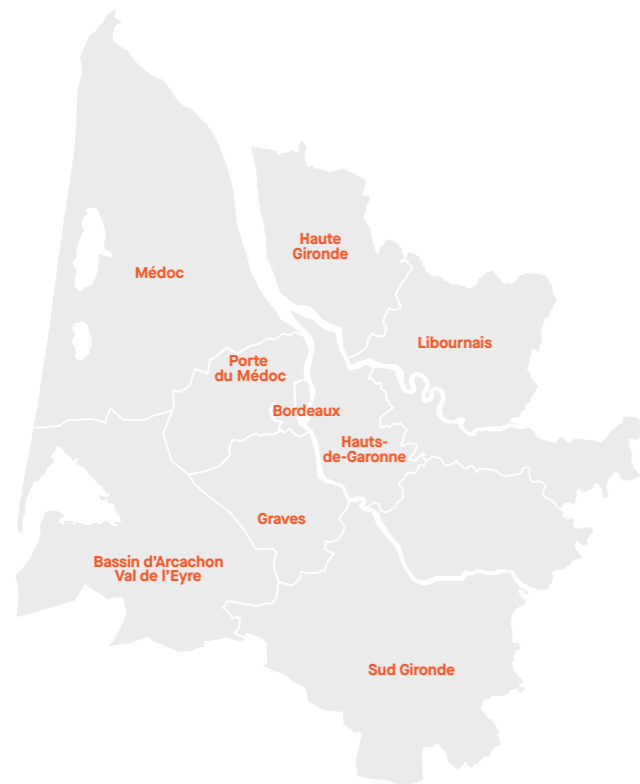 Haute
Gironde
Médoc
Libournais
Porte
du Médoc
Bordeaux
Hauts-
de-Garonne
Graves
Bassin d'Arcachon
Val de l'Eyre
Sud Gironde